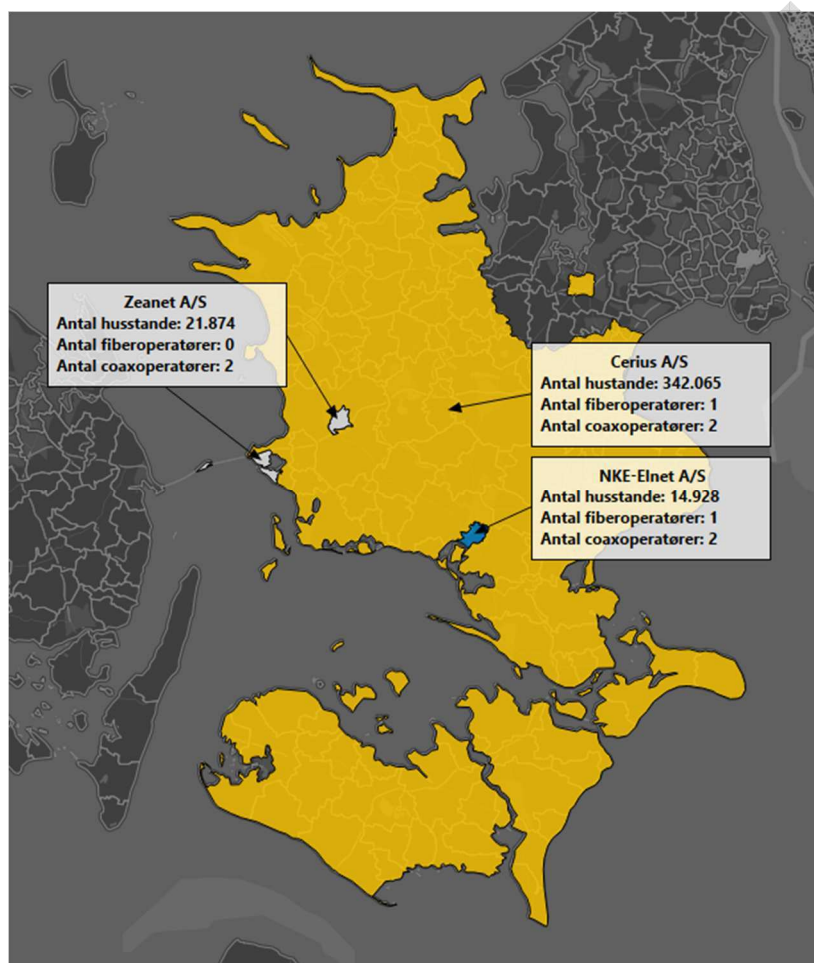 Zeanet A/S
Antal husstande: 21.874
Antal fiberoperatører: 0
Antal coaxoperatører: 2
Cerius A/S
Antal hustande: 342.065
Antal fiberoperatører: 1
Antal coaxoperatører: 2
NKE-Elnet A/S
Antal husstande: 14.928
Antal fiberoperatører: 1
Antal coaxoperatører: 2